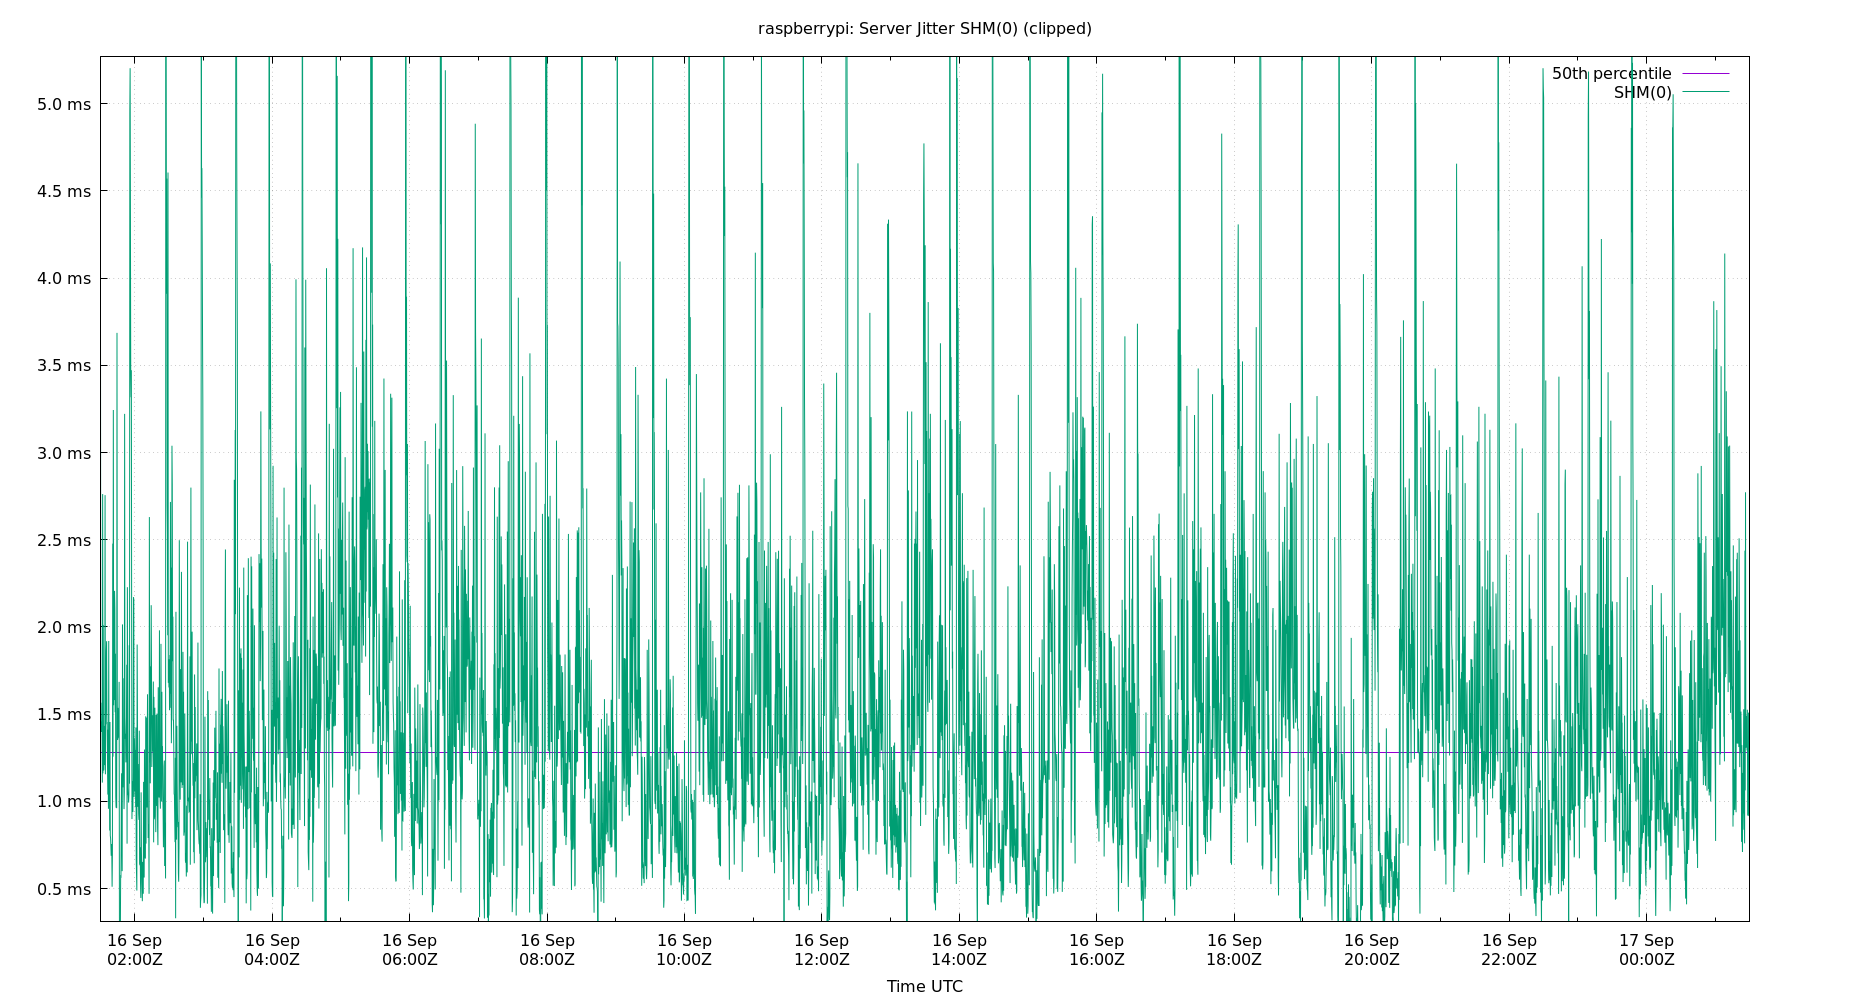 raspberrypi: Server Jitter SHM(0) (clipped)
50th percentile
SHM(0)
5.0 ms
4.5 ms
4.0 ms
3.5 ms
3.0 ms
2.5 ms
2.0 ms
1.5 ms
1.0 ms
0.5 ms
16 Sep 16 Sep 16 Sep 16 Sep 16 Sep 16 Sep 16 Sep 16 Sep 16 Sep 16 Sep 16 Sep 17 Sep
02:00Z 04:00Z 06:00Z 08:00Z 10:00Z 12:00Z 14:00Z 16:00Z 18:00Z 20:00Z 22:00Z 00:00Z
Time UTC